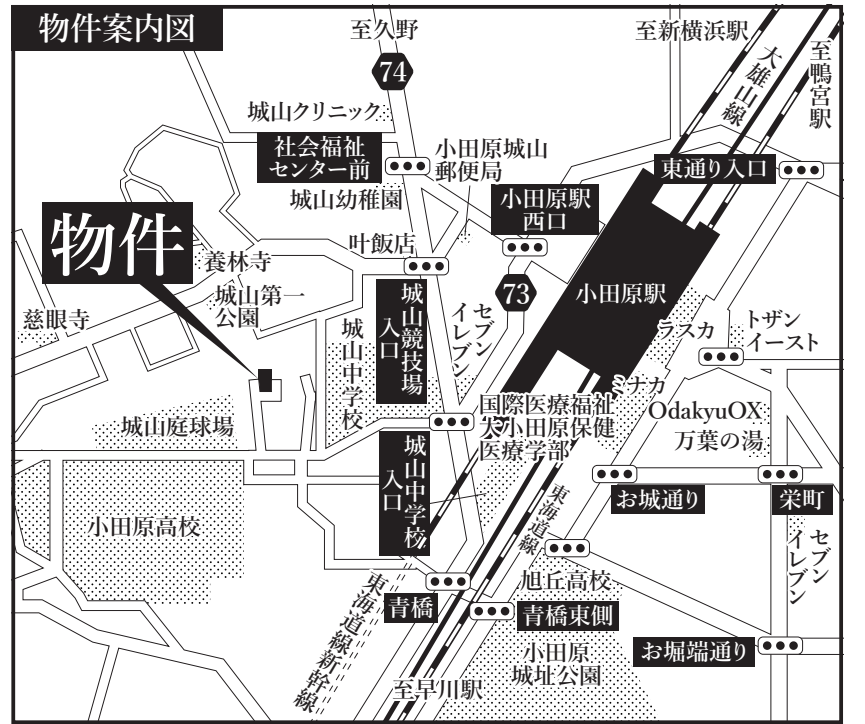 物件案内図
至久野
至新横浜駅
至鴨宮駅
大雄山線
74
城山クリニック
社会福祉
センター前
小田原城山
郵便局
東通り入口
城山幼稚園
小田原駅
西口
物件
叶飯店
養林寺
城山第一
公園
慈眼寺
73
小田原駅
城山競技場
入口
セブン
イレブン
城山中学校
ラスカ
トザン
イースト
ミナカ
OdakyuOX
万葉の湯
国際医療福祉
大小田原保健
医療学部
城山庭球場
城山中学校
入口
お城通り
栄町
小田原高校
東海道線
セブン
イレブン
旭丘高校
青橋
青橋東側
東海道線新幹線
小田原
城址公園
お堀端通り
至早川駅